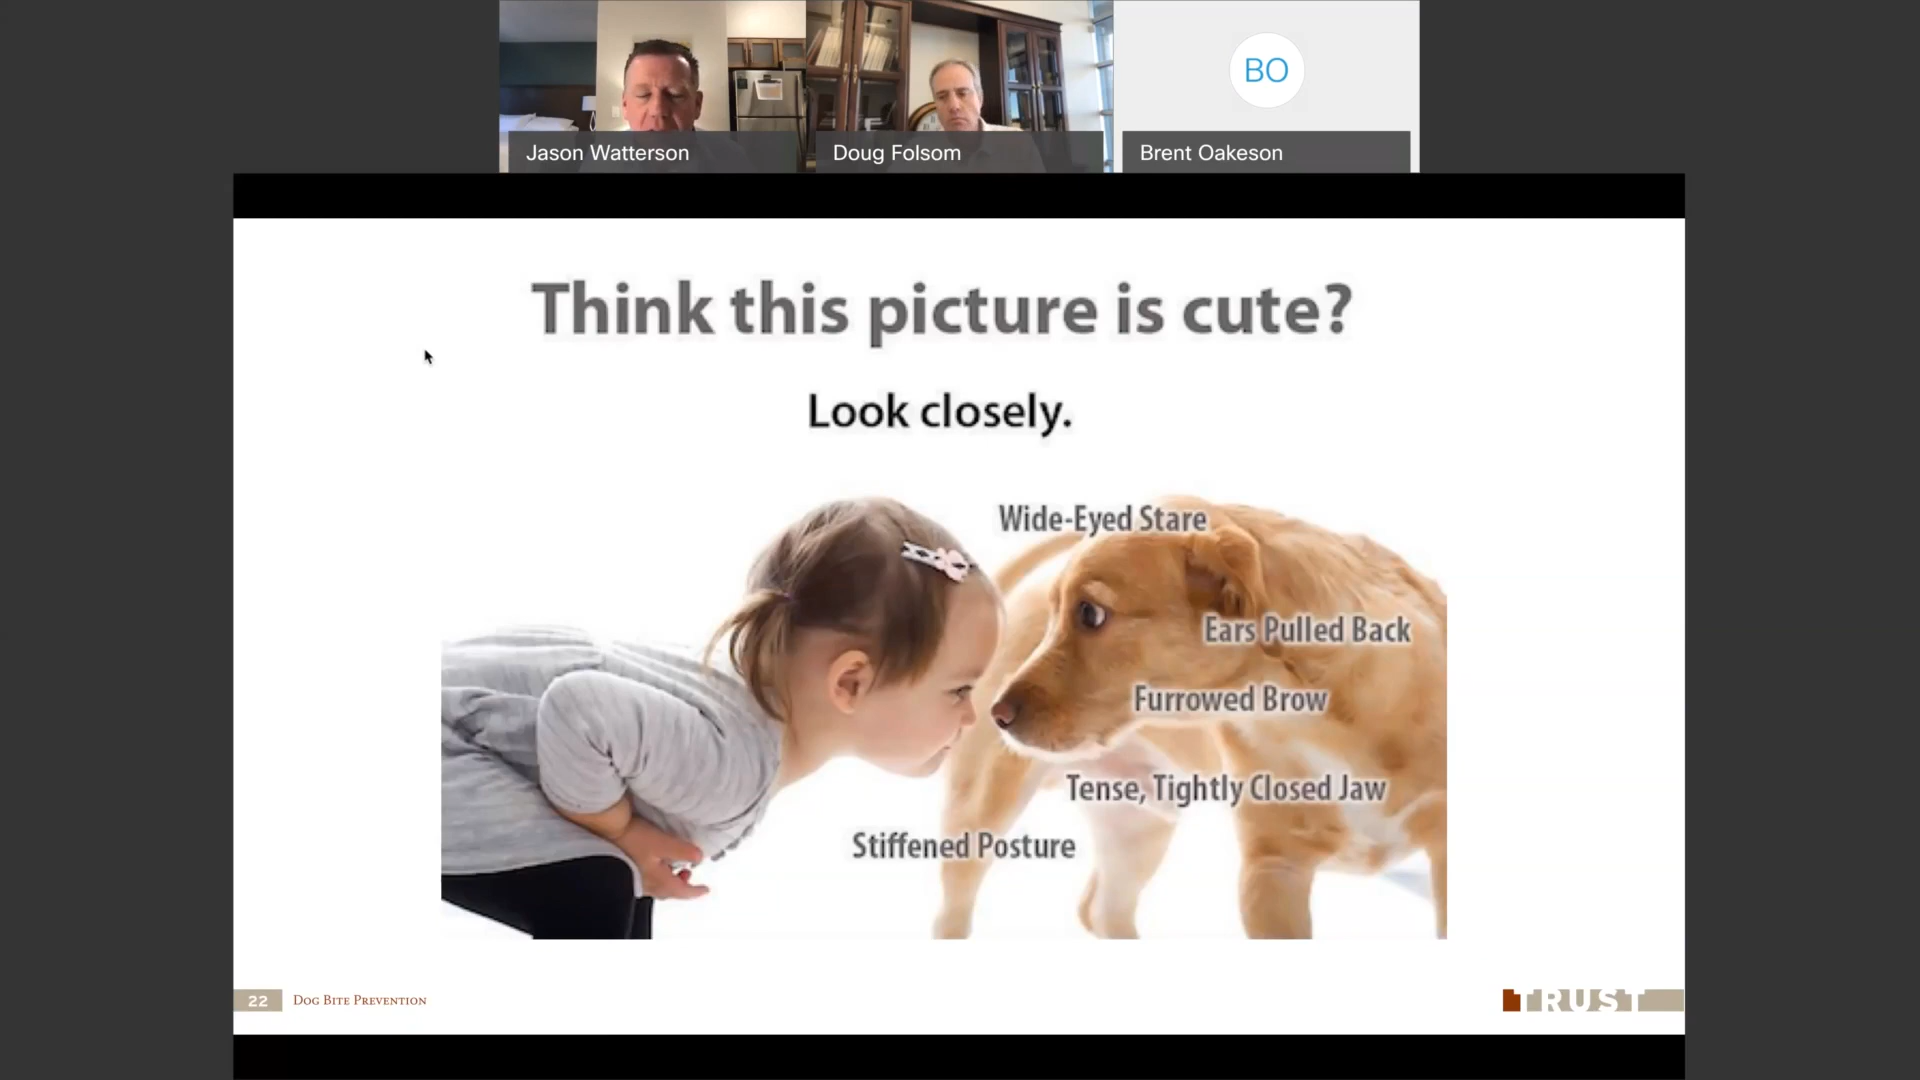 Jason Watterson
Doug Folsom
BO
Brent Oakeson
Think this picture is cute?
Look closely.
Wide-Eyed Stare
Ears Pulled Back
Furrowed Brow
Tense, Tightly Closed Jaw
Stiffened Posture
22
Dog Bite Prevention
TRUST